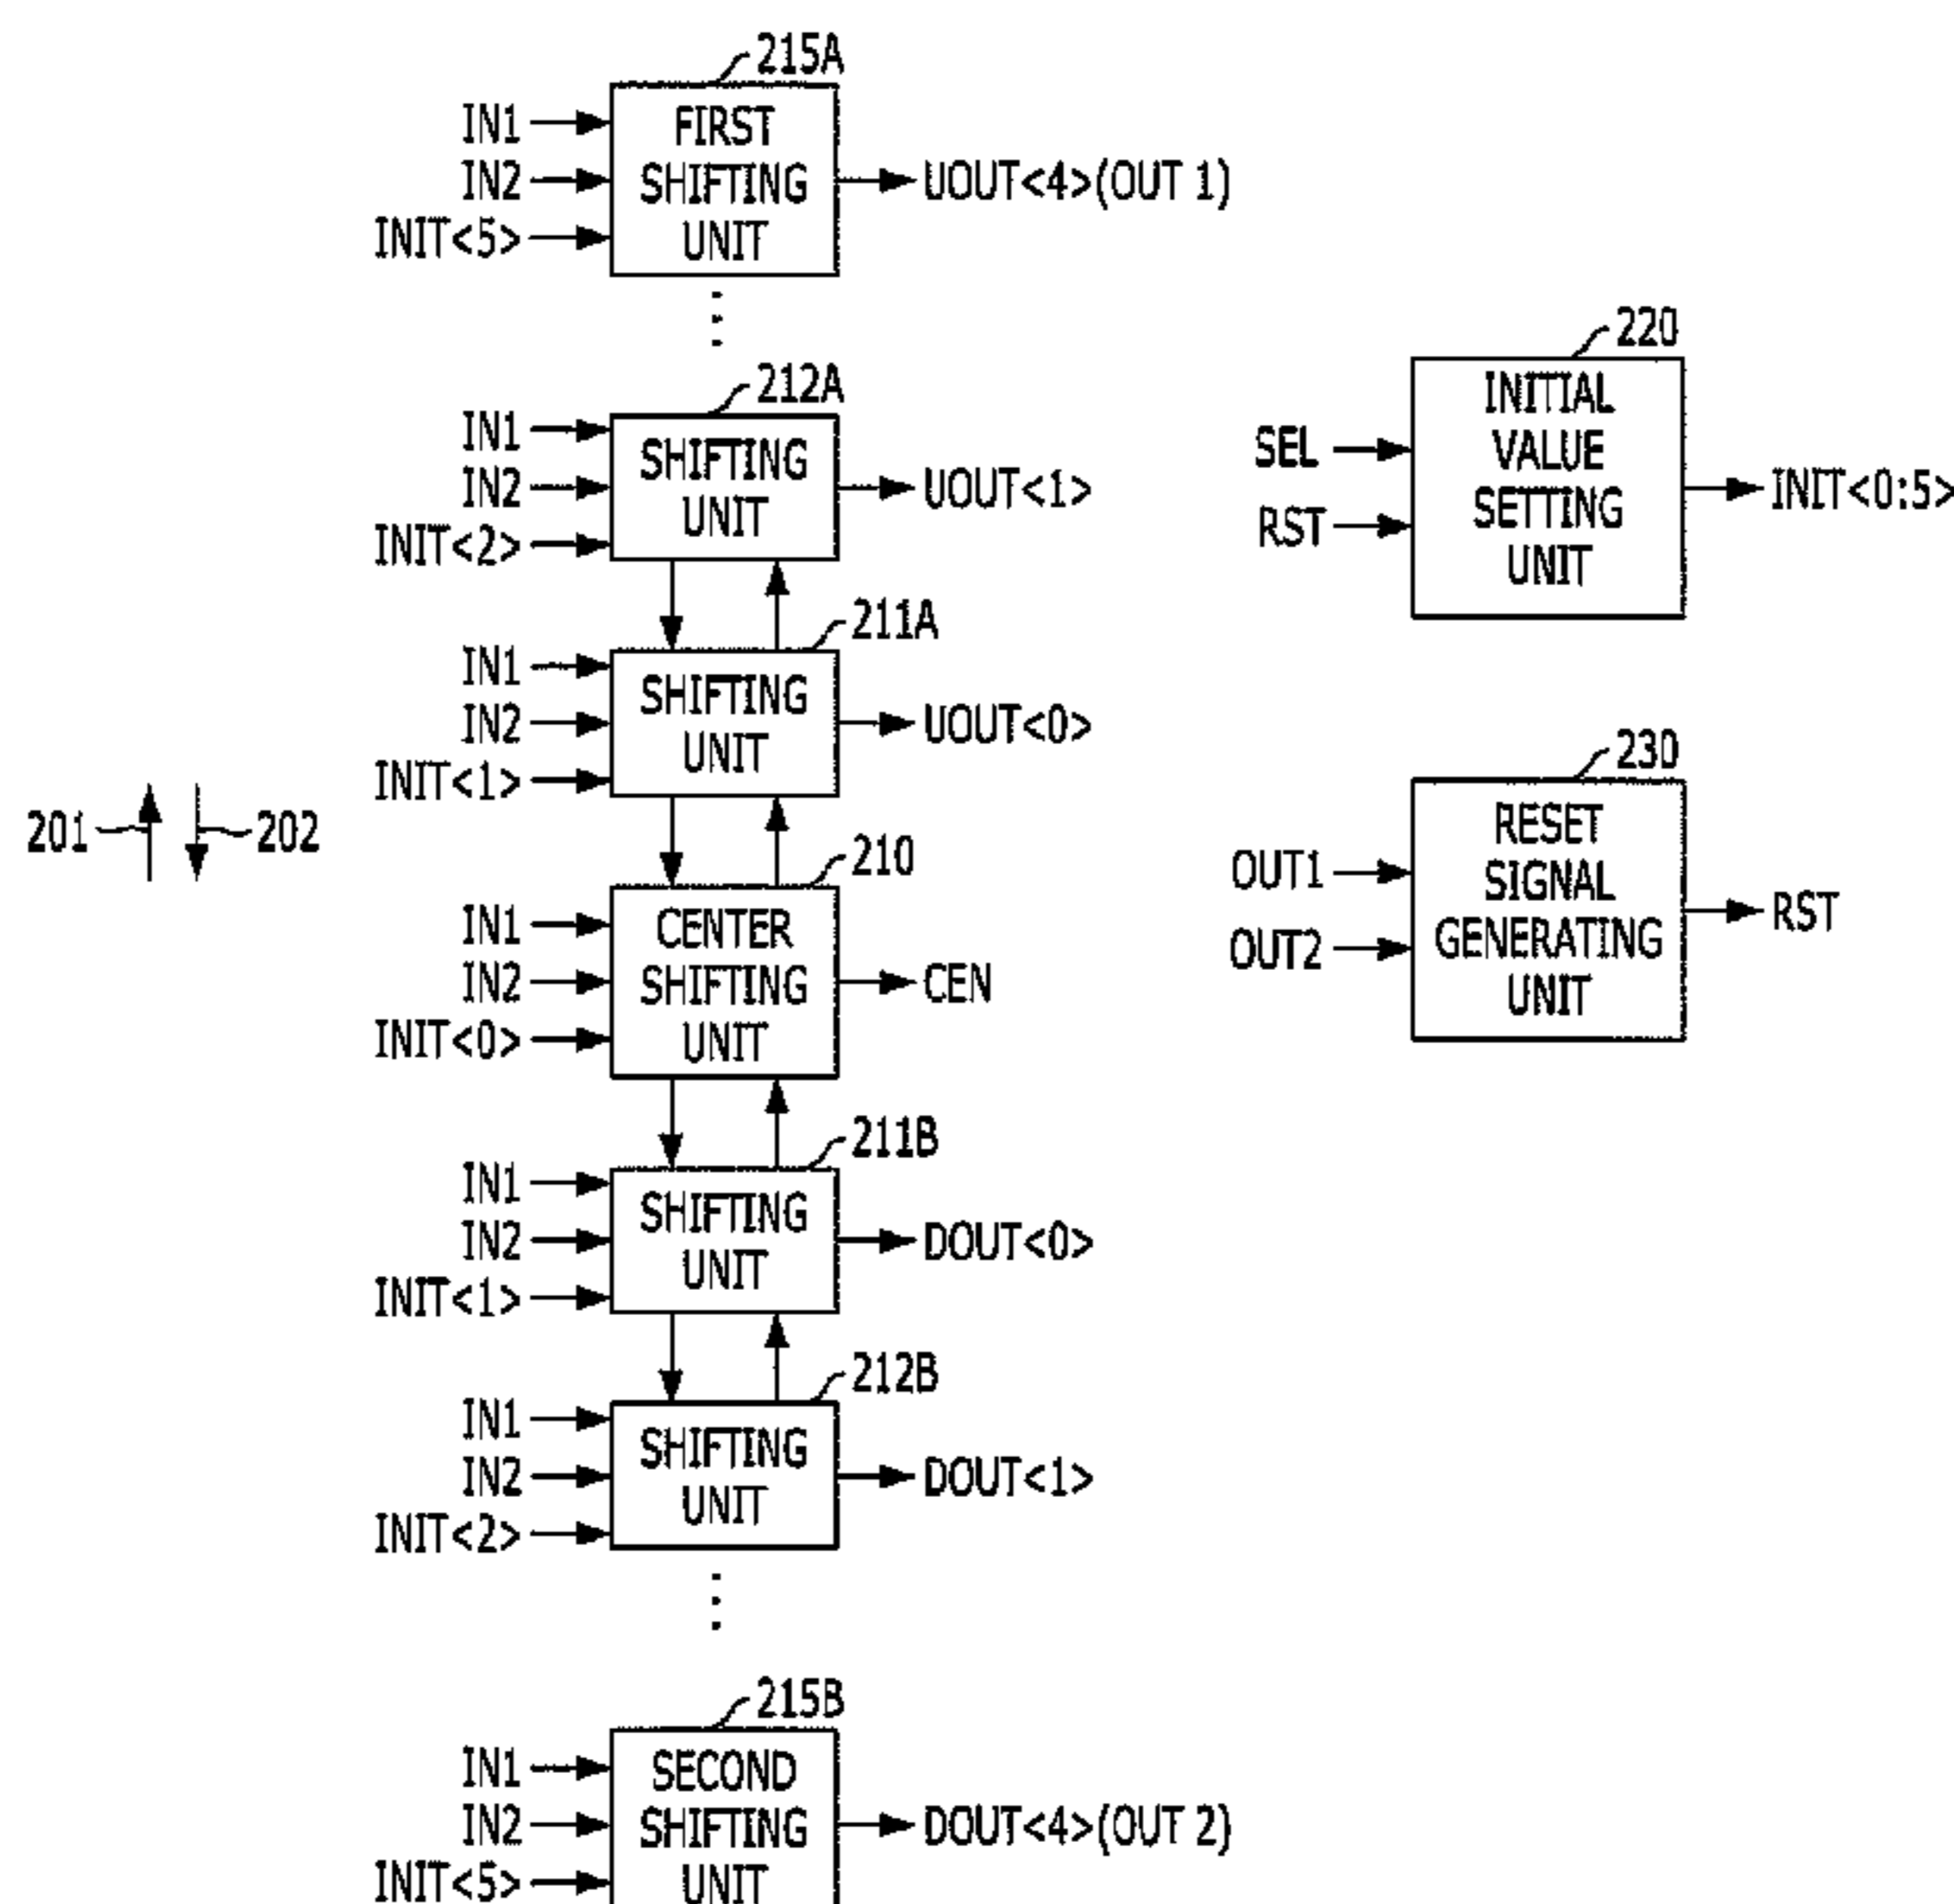 215A
IN1
IN2
INIT<5>
FIRST
SHIFTING
UNIT
UOUT<4>(OUT 1)
212A
IN1
IN2
INIT<2>
SHIFTING
UNIT
UOUT<1>
211A
IN1
IN2
INIT<1>
SHIFTING
UNIT
UOUT<0>
201
202
210
IN1
IN2
INIT<0>
CENTER
SHIFTING
UNIT
CEN
211B
IN1
IN2
INIT<1>
SHIFTING
UNIT
DOUT<0>
212B
IN1
IN2
INIT<2>
SHIFTING
UNIT
DOUT<1>
215B
IN1
IN2
INIT<5>
SECOND
SHIFTING
UNIT
DOUT<4>(OUT 2)
220
SEL
RST
INITIAL
VALUE
SETTING
UNIT
INIT<0:5>
230
OUT1
OUT2
RESET
SIGNAL
GENERATING
UNIT
RST